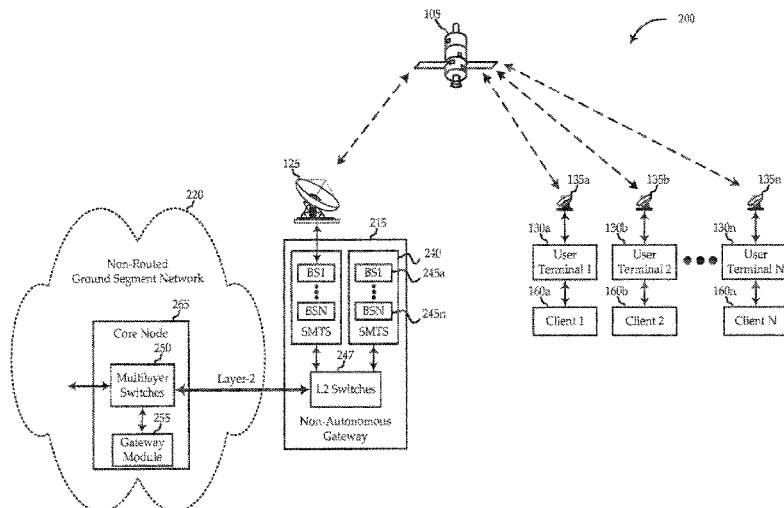 105
200
125
135a
135b
135n
220
215
130a
130b
130n
Non-Routed
Ground Segment Network
240
BS1
BS1
245a
User
Terminal 1
User
Terminal 2
User
Terminal N
265
BSN
BSN
245n
160a
160b
160n
Core Node
SMTS
SMTS
Client 1
Client 2
Client N
250
247
Multilayer
Switches
Layer-2
L2 Switches
255
Non-Autonomous
Gateway
Gateway
Module